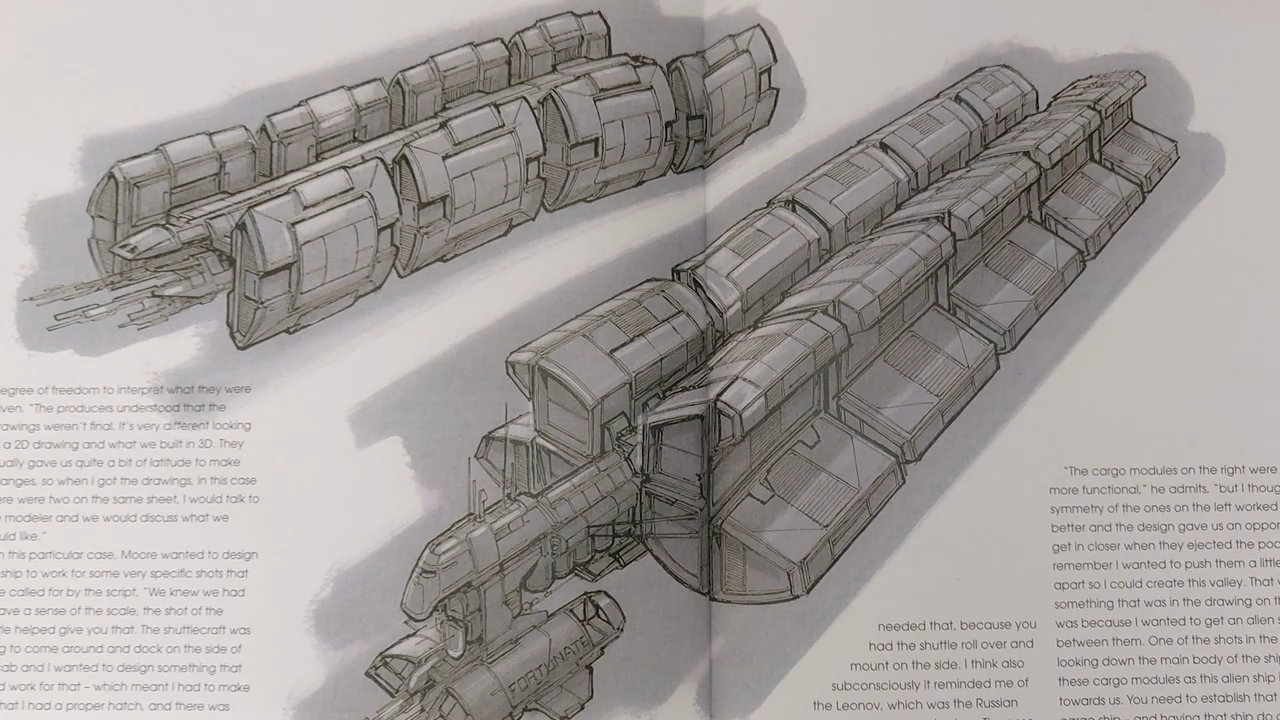 egree of freedom to interpret what they were
ven. "The producers understood that the
rawings weren't final. It's very different looking
a 2D drawing and what we built in 3D. They
ually gave us quite a bit of latitude to make
anges, so when I got the drawings, in this case
ere were two on the same sheet, I would talk to
modeler and we would discuss what we
uld like."
n this particular case, Moore wanted to design
ship to work for some very specific shots that
e called for by the script. "We knew we had
ave a sense of the scale, the shot of the
tle helped give you that. The shuttlecraft was
g to come around and dock on the side of
cab and I wanted to design something that
d work for that – which meant I had to make
hat I had a proper hatch, and there was
FORTUNATE
needed that, because you
had the shuttle roll over and
mount on the side. I think also
subconsciously it reminded me of
the Leonov, which was the Russian
"The cargo modules on the right were
more functional," he admits, "but I thoug
symmetry of the ones on the left worked
better and the design gave us an oppo
get in closer when they ejected the pod
remember I wanted to push them a little
apart so I could create this valley. That
something that was in the drawing on th
was because I wanted to get an alien s
between them. One of the shots in the
looking down the main body of the ship
these cargo modules as this alien ship
towards us. You need to establish that
cargo ship – and having that ship do